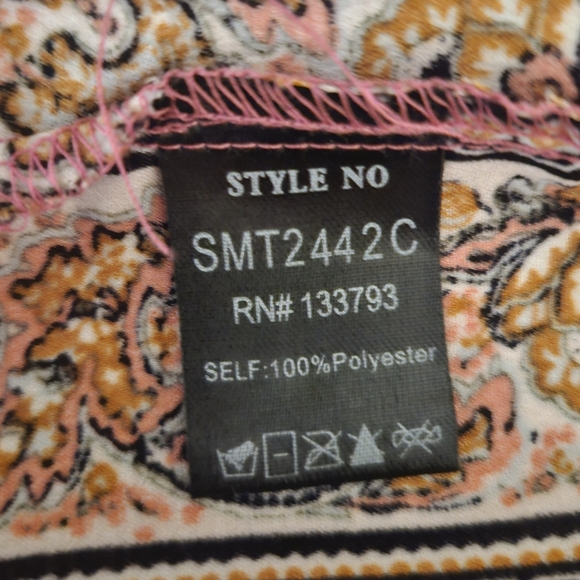 STYLE NO
SMT2442C
RN# 133793
SELF:100%Polyester